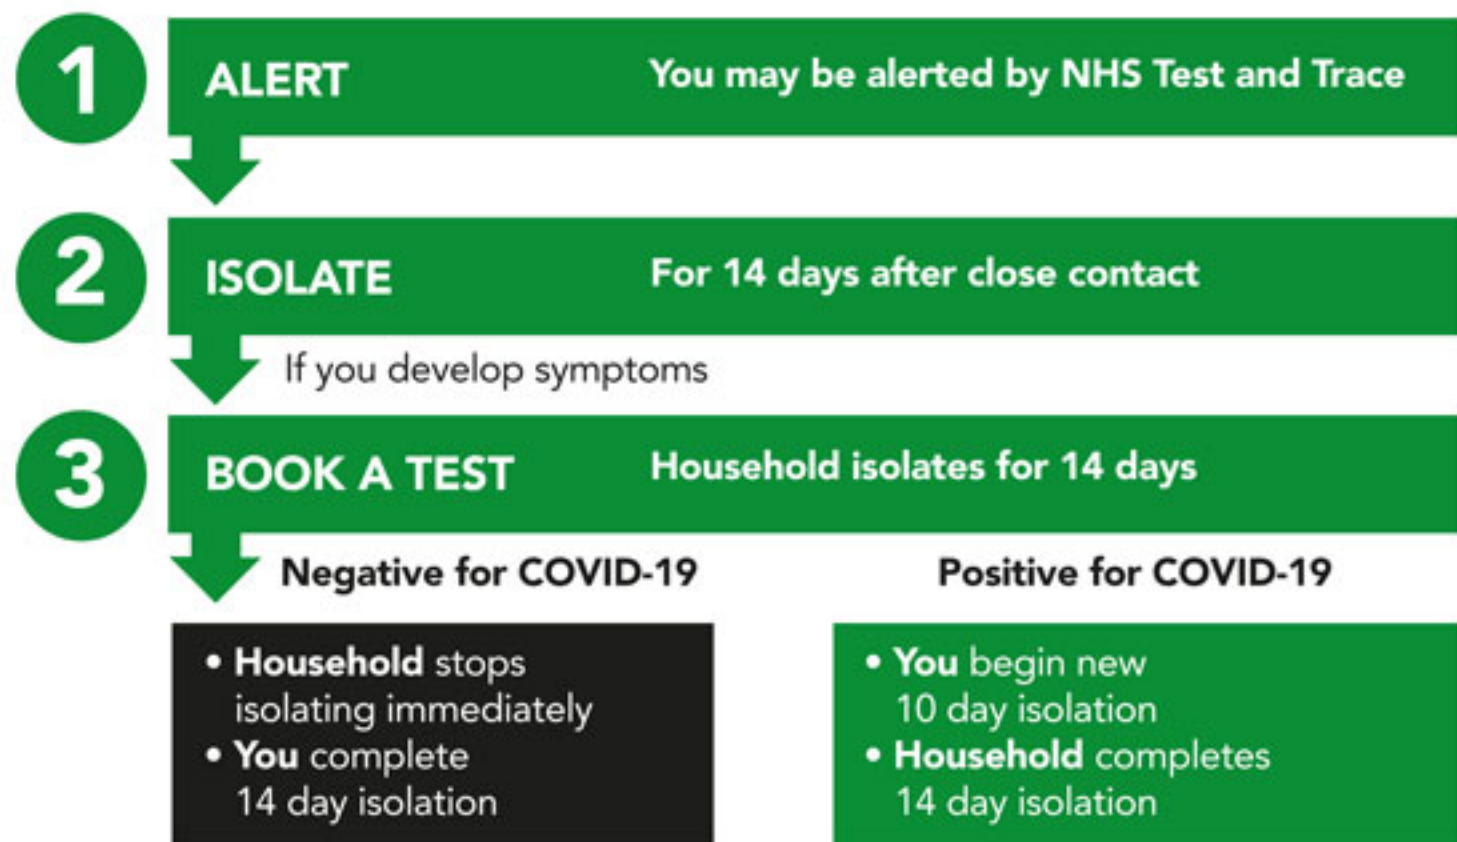 1
ALERT
You may be alerted by NHS Test and Trace
2
ISOLATE
For 14 days after close contact
If you develop symptoms
3
BOOK A TEST
Household isolates for 14 days
Negative for COVID-19
• Household stops
isolating immediately
• You complete
14 day isolation
Positive for COVID-19
• You begin new
10 day isolation
• Household completes
14 day isolation